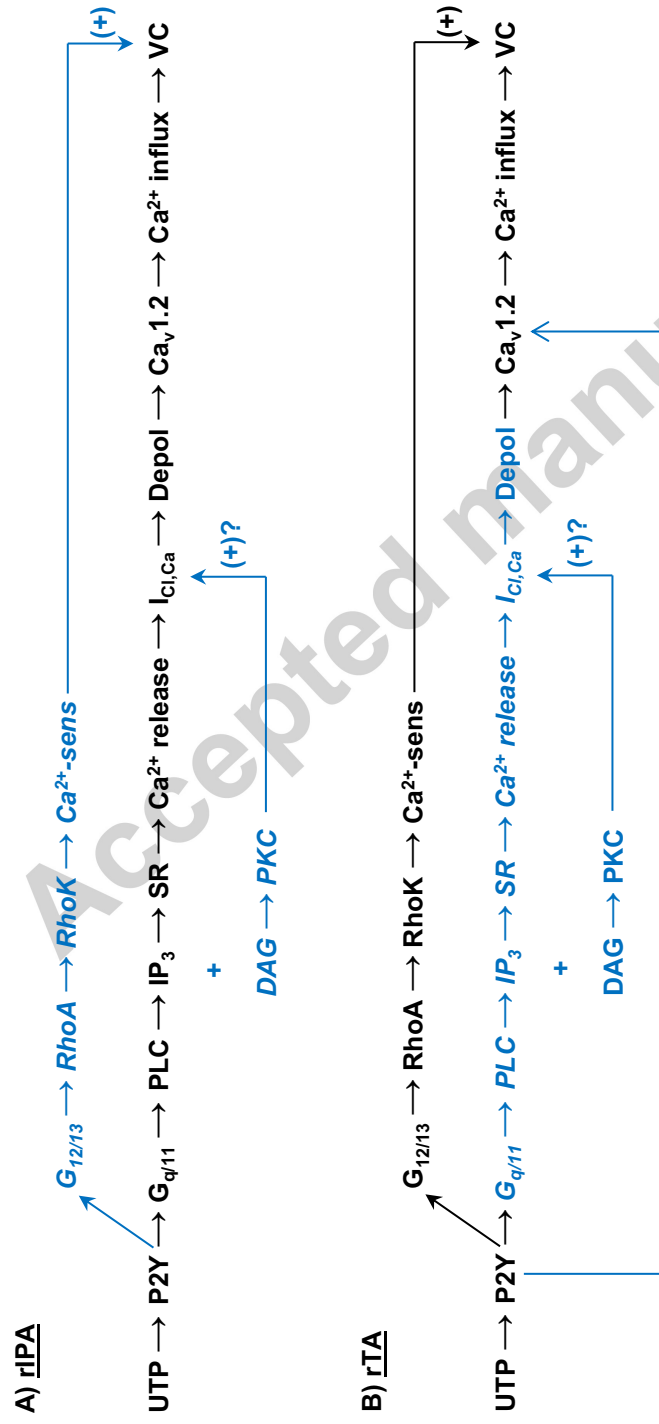 A) rIPA
G12/13 → RhoA → RhoK → Ca2+-sens
(+)
UTP → P2Y → Gq/11 → PLC → IP3 → SR → Ca2+ release → ICl,Ca → Depol → Cav1.2 → Ca2+ influx → VC
+
(+)?
DAG → PKC
B) rTA
G12/13 → RhoA → RhoK → Ca2+-sens
(+)
UTP → P2Y → Gq/11 → PLC → IP3 → SR → Ca2+ release → ICl,Ca → Depol → Cav1.2 → Ca2+ influx → VC
+
(+)?
DAG → PKC
Accepted manu